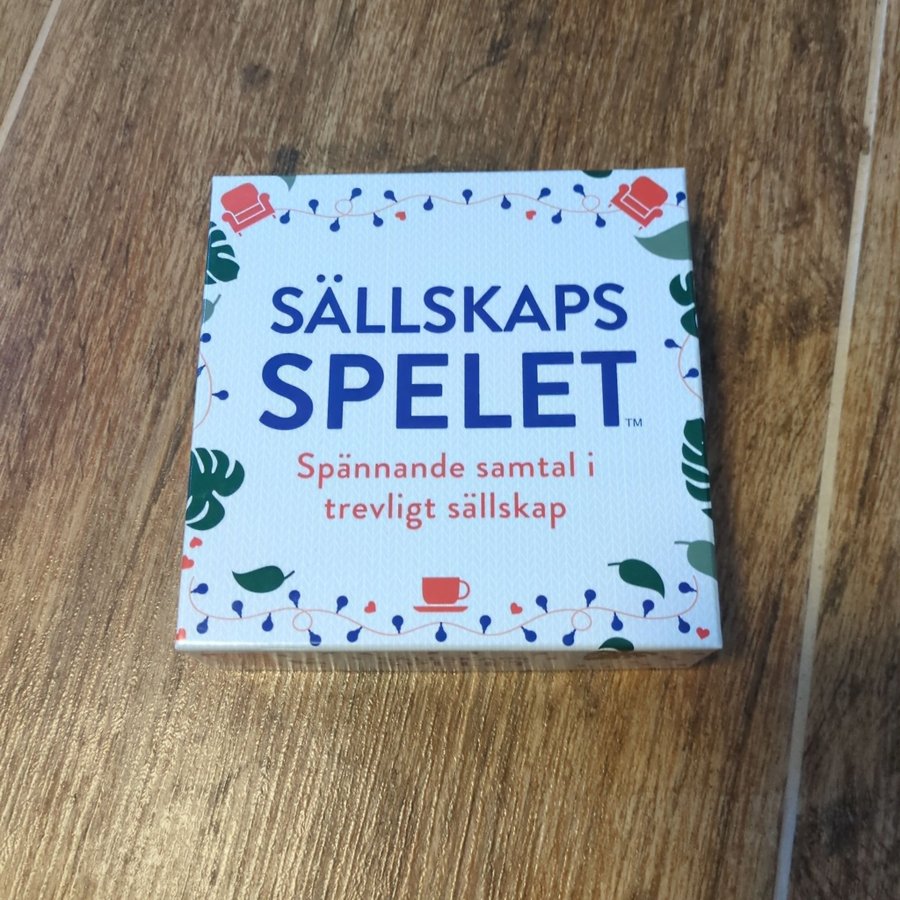 SÄLLSKAPS
SPELET™
Spännande samtal i
trevligt sällskap